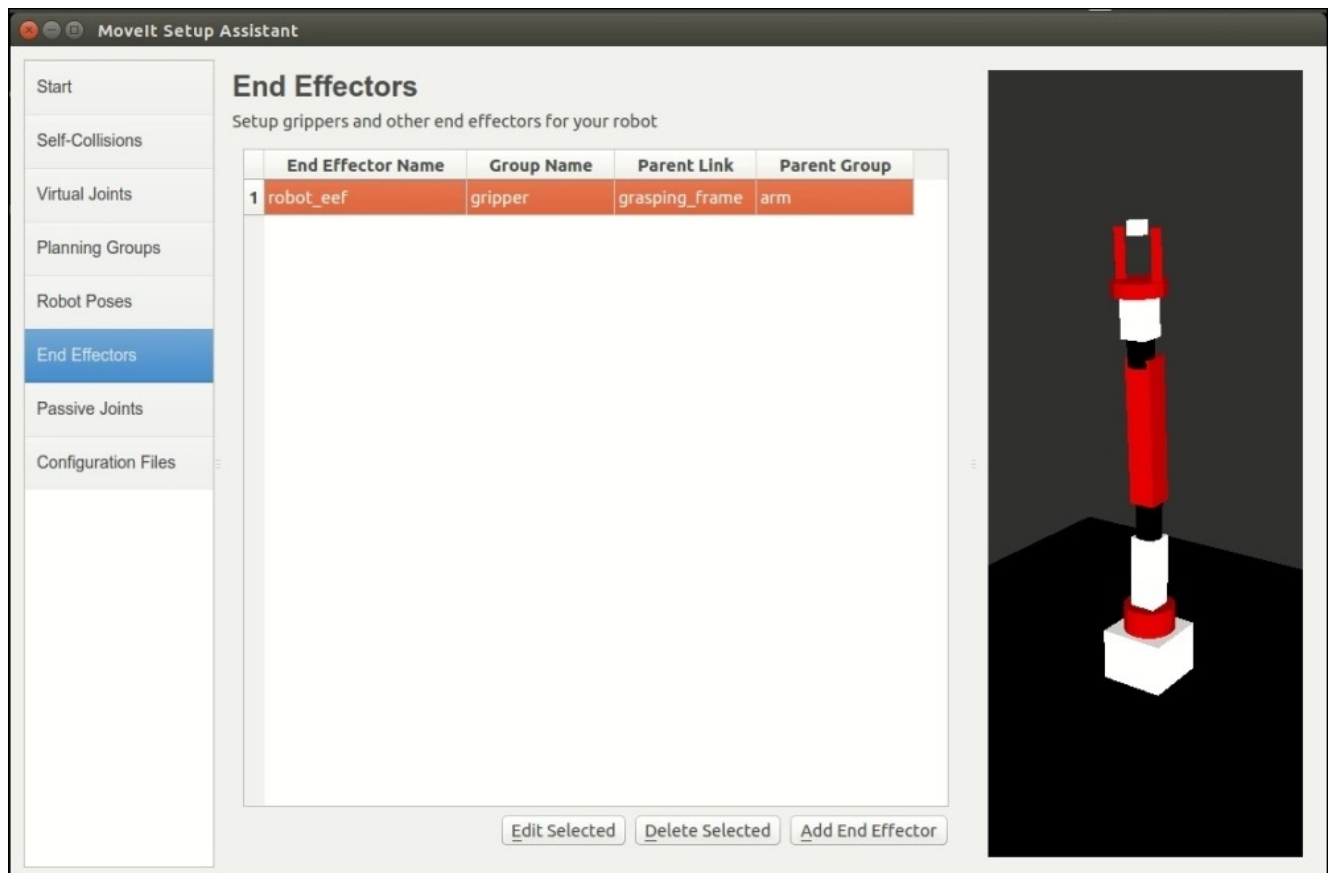 MoveIt Setup Assistant
Start
Self-Collisions
Virtual Joints
Planning Groups
Robot Poses
End Effectors
Passive Joints
Configuration Files
End Effectors
Setup grippers and other end effectors for your robot
End Effector Name Group Name Parent Link Parent Group
1 robot_eef gripper grasping_frame arm
Edit Selected Delete Selected Add End Effector